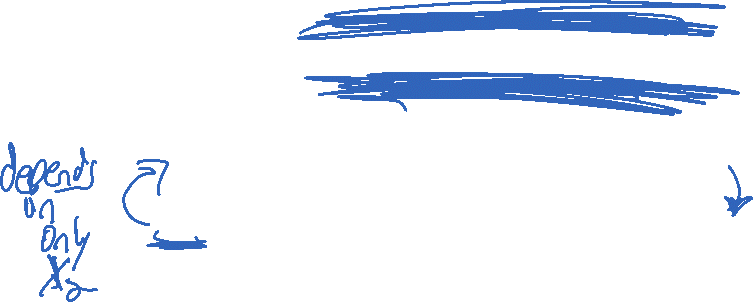 depends
on
only
X₂